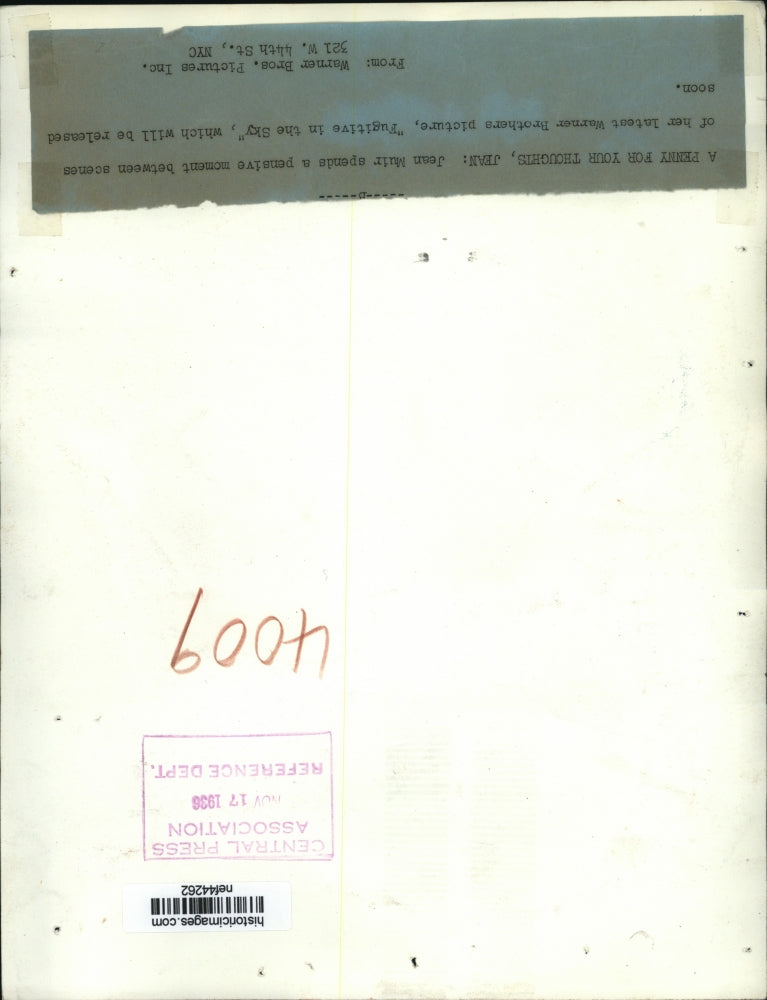 historicimages.com
nef44262
CENTRAL PRESS
ASSOCIATION
NOV 17 1936
REFERENCE DEPT.
4009
-----D------
A PENNY FOR YOUR THOUGHTS, JEAN: Jean Muir spends a pensive moment between scenes
of her latest Warner Brothers picture, "Fugitive in the Sky", which will be released
soon.
From: Warner Bros. Pictures Inc.
321 W. 44th St., NYC